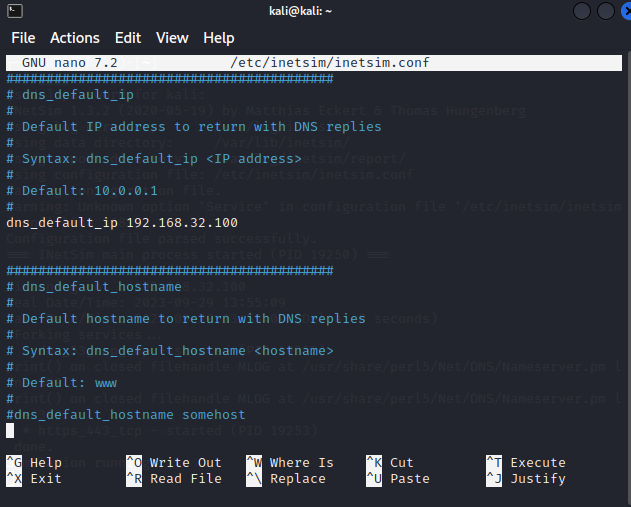 kali@kali: ~
File Actions Edit View Help
GNU nano 7.2 /etc/inetsim/inetsim.conf
#########################################
# dns_default_ip
#
# Default IP address to return with DNS replies
#
# Syntax: dns_default_ip <IP address>
#
# Default: 10.0.0.1
#
dns_default_ip 192.168.32.100
#########################################
# dns_default_hostname
#
# Default hostname to return with DNS replies
#
# Syntax: dns_default_hostname <hostname>
#
# Default: www
#
#dns_default_hostname somehost
^G Help ^O Write Out ^W Where Is ^K Cut ^T Execute
^X Exit ^R Read File ^\ Replace ^U Paste ^J Justify